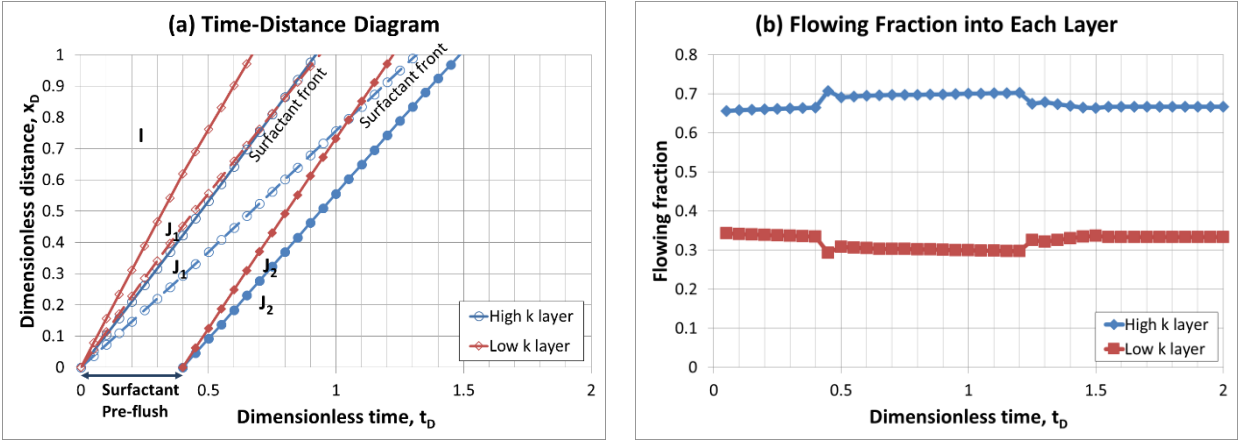 (a) Time-Distance Diagram
Dimensionless distance, xD
1
0.9
0.8
0.7
0.6
0.5
0.4
0.3
0.2
0.1
0
I
J1
J1
J2
J2
Surfactant front
Surfactant front
High k layer
Low k layer
0
0.5
1
1.5
2
Surfactant
Pre-flush
Dimensionless time, tD
(b) Flowing Fraction into Each Layer
Flowing fraction
0.8
0.7
0.6
0.5
0.4
0.3
0.2
0.1
0
High k layer
Low k layer
0
0.5
1
1.5
2
Dimensionless time, tD